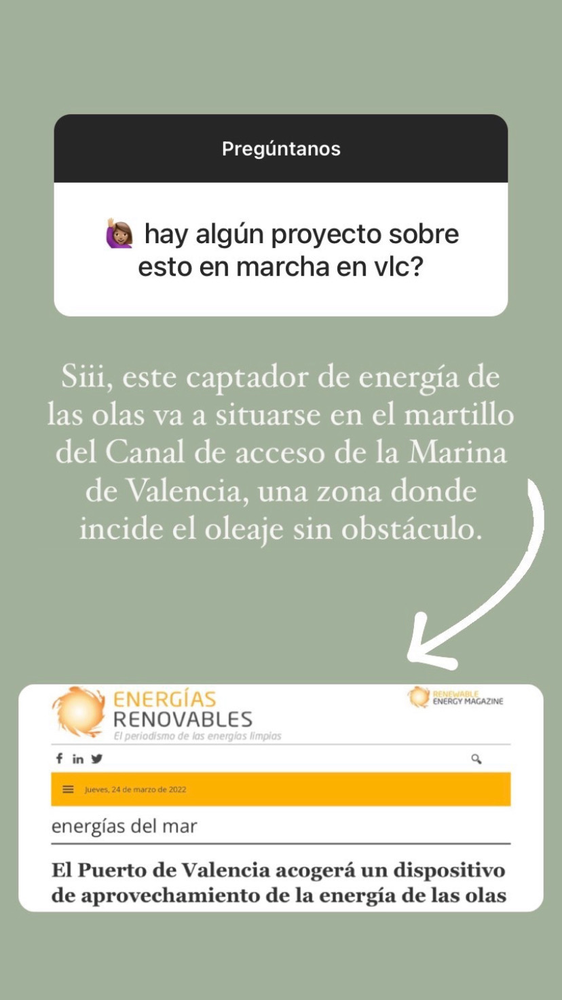 Pregúntanos
🙋🏽‍♀️ hay algún proyecto sobre
esto en marcha en vlc?
Siii, este captador de energía de
las olas va a situarse en el martillo
del Canal de acceso de la Marina
de Valencia, una zona donde
incide el oleaje sin obstáculo.
ENERGÍAS
RENOVABLES
El periodismo de las energías limpias
RENEWABLE
ENERGY MAGAZINE
Jueves, 24 de marzo de 2022
energías del mar
El Puerto de Valencia acogerá un dispositivo
de aprovechamiento de la energía de las olas